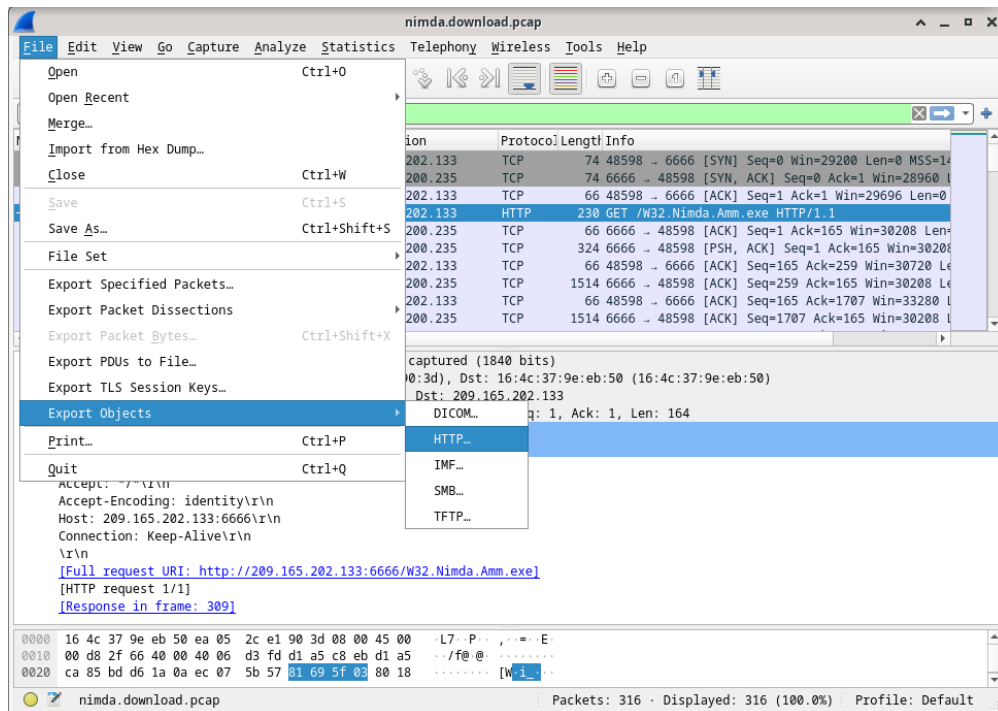 nimda.download.pcap
File Edit View Go Capture Analyze Statistics Telephony Wireless Tools Help
Open Ctrl+O
Open Recent
Merge…
Import from Hex Dump…
Close Ctrl+W
Save Ctrl+S
Save As… Ctrl+Shift+S
File Set
Export Specified Packets…
Export Packet Dissections
Export Packet Bytes… Ctrl+Shift+X
Export PDUs to File…
Export TLS Session Keys…
Export Objects
Print… Ctrl+P
Quit Ctrl+Q
DICOM…
HTTP…
IMF…
SMB…
TFTP…
ion Protocol Length Info
202.133 TCP 74 48598 → 6666 [SYN] Seq=0 Win=29200 Len=0 MSS=14
200.235 TCP 74 6666 → 48598 [SYN, ACK] Seq=0 Ack=1 Win=28960 L
202.133 TCP 66 48598 → 6666 [ACK] Seq=1 Ack=1 Win=29696 Len=0
202.133 HTTP 230 GET /W32.Nimda.Amm.exe HTTP/1.1
200.235 TCP 66 6666 → 48598 [ACK] Seq=1 Ack=165 Win=30208 Len=
200.235 TCP 324 6666 → 48598 [PSH, ACK] Seq=1 Ack=165 Win=30208
202.133 TCP 66 48598 → 6666 [ACK] Seq=165 Ack=259 Win=30720 Le
200.235 TCP 1514 6666 → 48598 [ACK] Seq=259 Ack=165 Win=30208 Le
202.133 TCP 66 48598 → 6666 [ACK] Seq=165 Ack=1707 Win=33280 L
200.235 TCP 1514 6666 → 48598 [ACK] Seq=1707 Ack=165 Win=30208 L
captured (1840 bits)
00:3d), Dst: 16:4c:37:9e:eb:50 (16:4c:37:9e:eb:50)
Dst: 209.165.202.133
q: 1, Ack: 1, Len: 164
Accept: */*\r\n
Accept-Encoding: identity\r\n
Host: 209.165.202.133:6666\r\n
Connection: Keep-Alive\r\n
\r\n
[Full request URI: http://209.165.202.133:6666/W32.Nimda.Amm.exe]
[HTTP request 1/1]
[Response in frame: 309]
0000 16 4c 37 9e eb 50 ea 05 2c e1 90 3d 08 00 45 00 ·L7··P·· ,··=··E·
0010 00 d8 2f 66 40 00 40 06 d3 fd d1 a5 c8 eb d1 a5 ··/f@·@· ········
0020 ca 85 bd d6 1a 0a ec 07 5b 57 81 69 5f 03 80 18 ········ [W·i_···
nimda.download.pcap Packets: 316 · Displayed: 316 (100.0%) Profile: Default